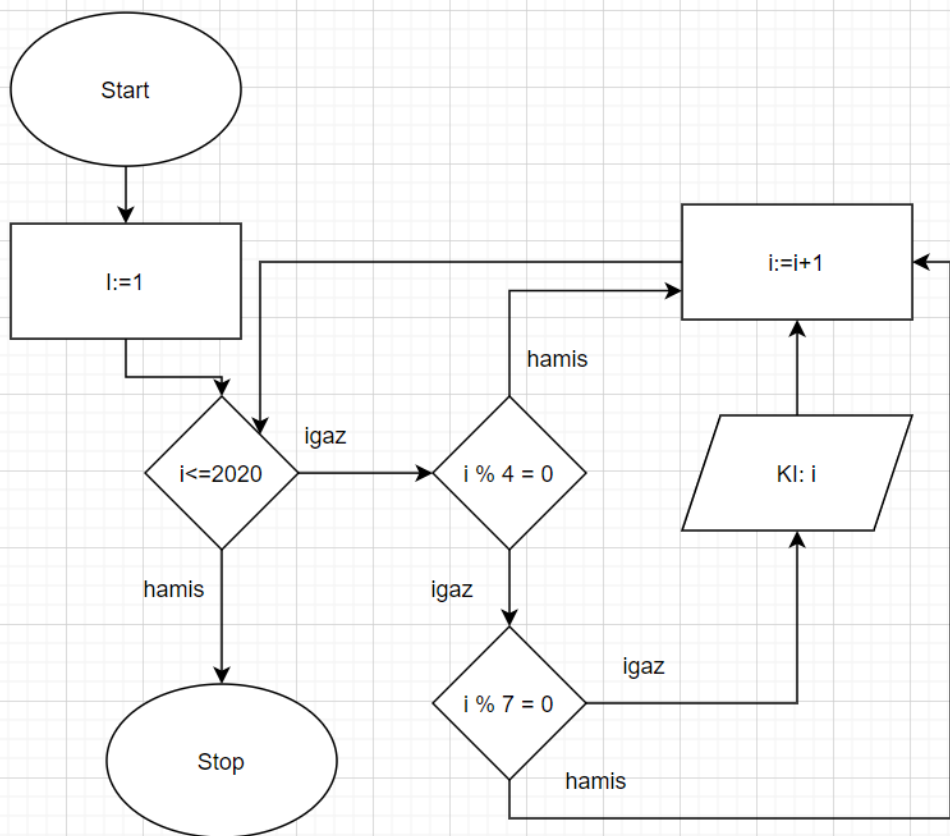 Start
I:=1
i<=2020
igaz
hamis
Stop
i % 4 = 0
hamis
igaz
i % 7 = 0
igaz
hamis
KI: i
i:=i+1